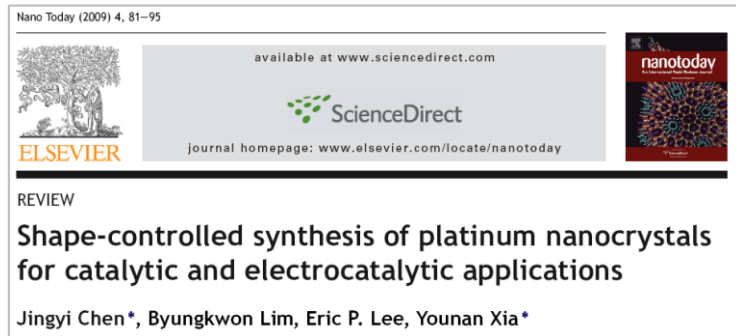 Nano Today (2009) 4, 81—95
available at www.sciencedirect.com
ScienceDirect
journal homepage: www.elsevier.com/locate/nanotoday
ELSEVIER
nanotoday
REVIEW
Shape-controlled synthesis of platinum nanocrystals
for catalytic and electrocatalytic applications
Jingyi Chen*, Byungkwon Lim, Eric P. Lee, Younan Xia*